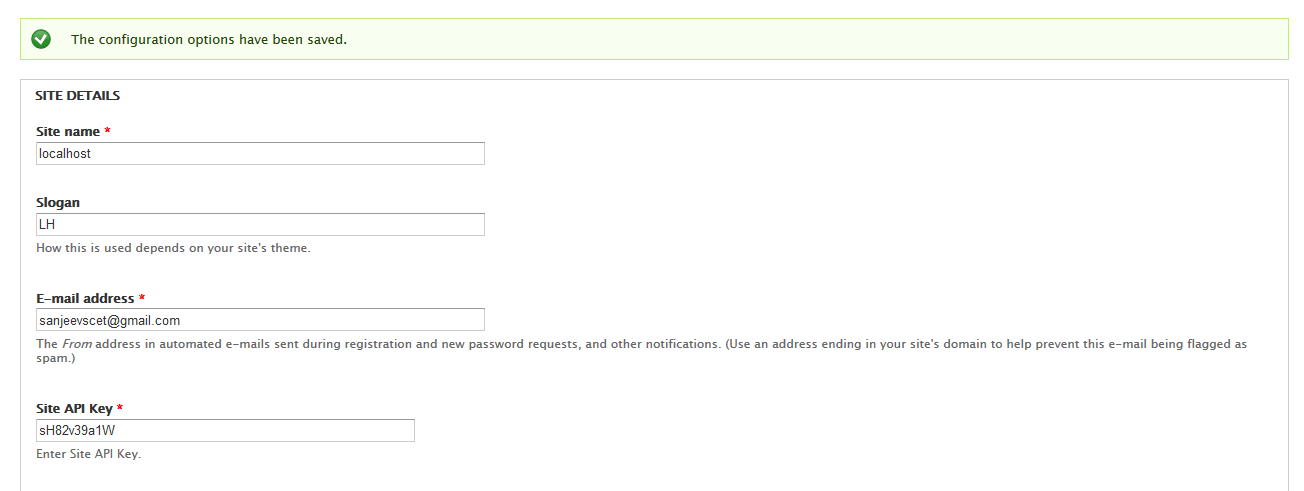 The configuration options have been saved.
SITE DETAILS
Site name *
localhost
Slogan
LH
How this is used depends on your site's theme.
E-mail address *
sanjeevscet@gmail.com
The From address in automated e-mails sent during registration and new password requests, and other notifications. (Use an address ending in your site's domain to help prevent this e-mail being flagged as
spam.)
Site API Key *
sH82v39a1W
Enter Site API Key.